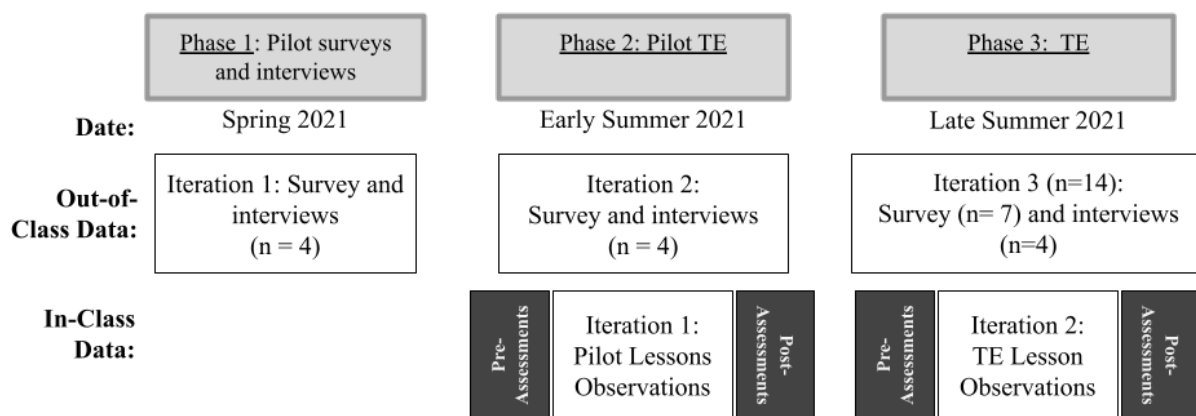 Phase 1: Pilot surveys
and interviews
Phase 2: Pilot TE
Phase 3: TE
Date:
Spring 2021
Early Summer 2021
Late Summer 2021
Out-of-
Class Data:
Iteration 1: Survey and
interviews
(n = 4)
Iteration 2:
Survey and interviews
(n = 4)
Iteration 3 (n=14):
Survey (n= 7) and interviews
(n=4)
In-Class
Data:
Pre-
Assessments
Iteration 1:
Pilot Lessons
Observations
Post-
Assessments
Pre-
Assessments
Iteration 2:
TE Lesson
Observations
Post-
Assessments